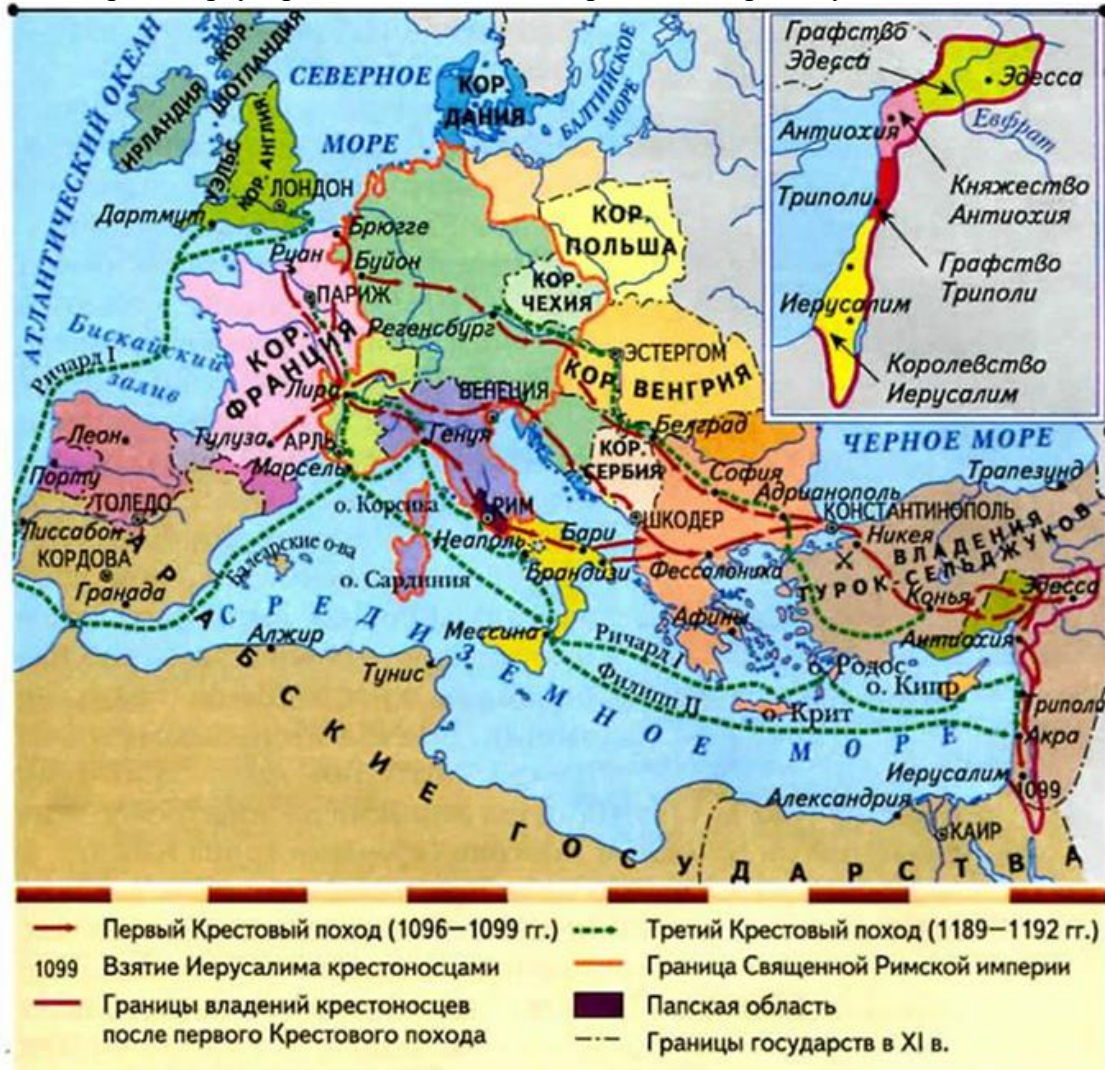 АТЛАНТИЧЕСКИЙ ОКЕАН
КОР.
ШОТЛАНДИЯ
ИРЛАНДИЯ
УЭЛЬС
КОР. АНГЛИЯ
ЛОНДОН
Дартмут
СЕВЕРНОЕ
МОРЕ
КОР.
ДАНИЯ
БАЛТИЙСКОЕ
МОРЕ
Брюгге
Руан
Буйон
ПАРИЖ
КОР.
ПОЛЬША
КОР.
ЧЕХИЯ
Регенсбург
Бискайский
залив
Ричард I
КОР.
ФРАНЦИЯ
ЭСТЕРГОМ
КОР. ВЕНГРИЯ
Лион
ВЕНЕЦИЯ
Леон
Тулуза
АРЛЬ
Генуя
Белград
Порту
Марсель
КОР.
СЕРБИЯ
София
ЧЕРНОЕ МОРЕ
Трапезунд
ТОЛЕДО
о. Корсика
РИМ
ШКОДЕР
Адрианополь
КОНСТАНТИНОПОЛЬ
Лиссабон
КОРДОВА
Балеарские о-ва
Неаполь
Бари
Никея
ВЛАДЕНИЯ
ТУРОК-СЕЛЬДЖУКОВ
Гранада
о. Сардиния
Брандизи
Фессалоника
Конья
Эдесса
СРЕДИЗЕМНОЕ МОРЕ
Алжир
Мессина
Афины
Антиохия
Тунис
Ричард I
Филипп II
о. Родос
о. Кипр
о. Крит
Триполи
Акра
Иерусалим
1099
Александрия
КАИР
АРАБСКИЕ ГОСУДАРСТВА
Графство
Эдесса
Эдесса
Антиохия
Евфрат
Княжество
Антиохия
Триполи
Графство
Триполи
Иерусалим
Королевство
Иерусалим
Первый Крестовый поход (1096–1099 гг.)
1099 Взятие Иерусалима крестоносцами
Границы владений крестоносцев
после первого Крестового похода
Третий Крестовый поход (1189–1192 гг.)
Граница Священной Римской империи
Папская область
Границы государств в XI в.